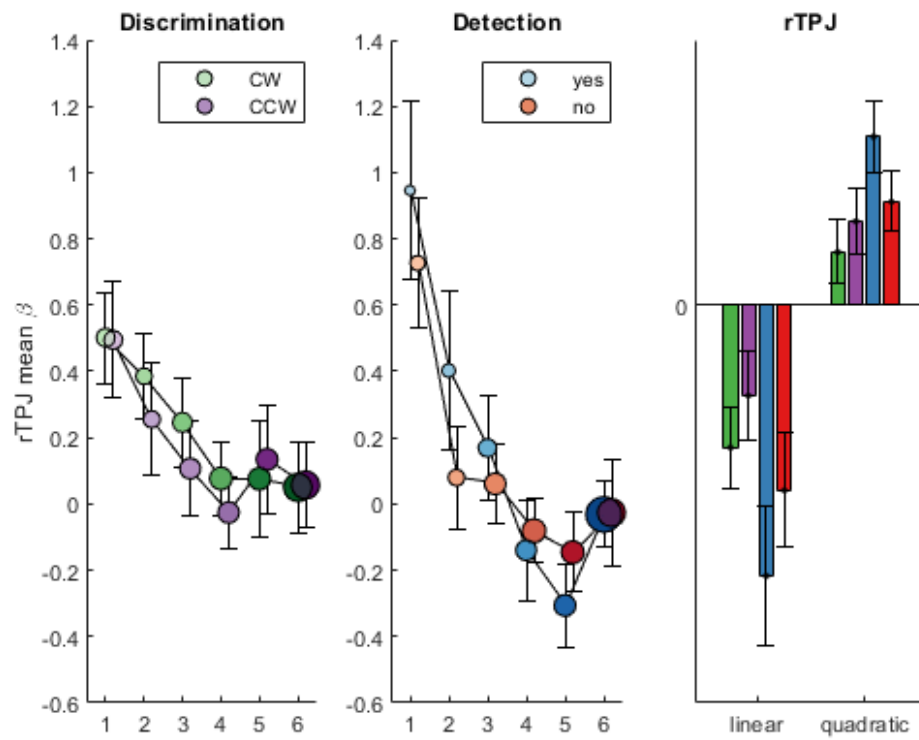 Discrimination
Detection
rTPJ
1.4
1.2
1
0.8
0.6
0.4
0.2
0
-0.2
-0.4
-0.6
rTPJ mean β
CW
CCW
1 2 3 4 5 6
1.4
1.2
1
0.8
0.6
0.4
0.2
0
-0.2
-0.4
-0.6
yes
no
1 2 3 4 5 6
0
linear quadratic